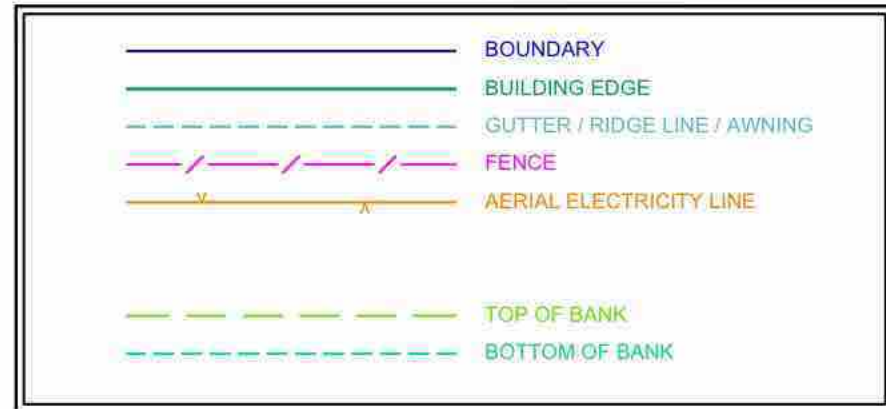 BOUNDARY
BUILDING EDGE
GUTTER / RIDGE LINE / AWNING
FENCE
AERIAL ELECTRICITY LINE
TOP OF BANK
BOTTOM OF BANK